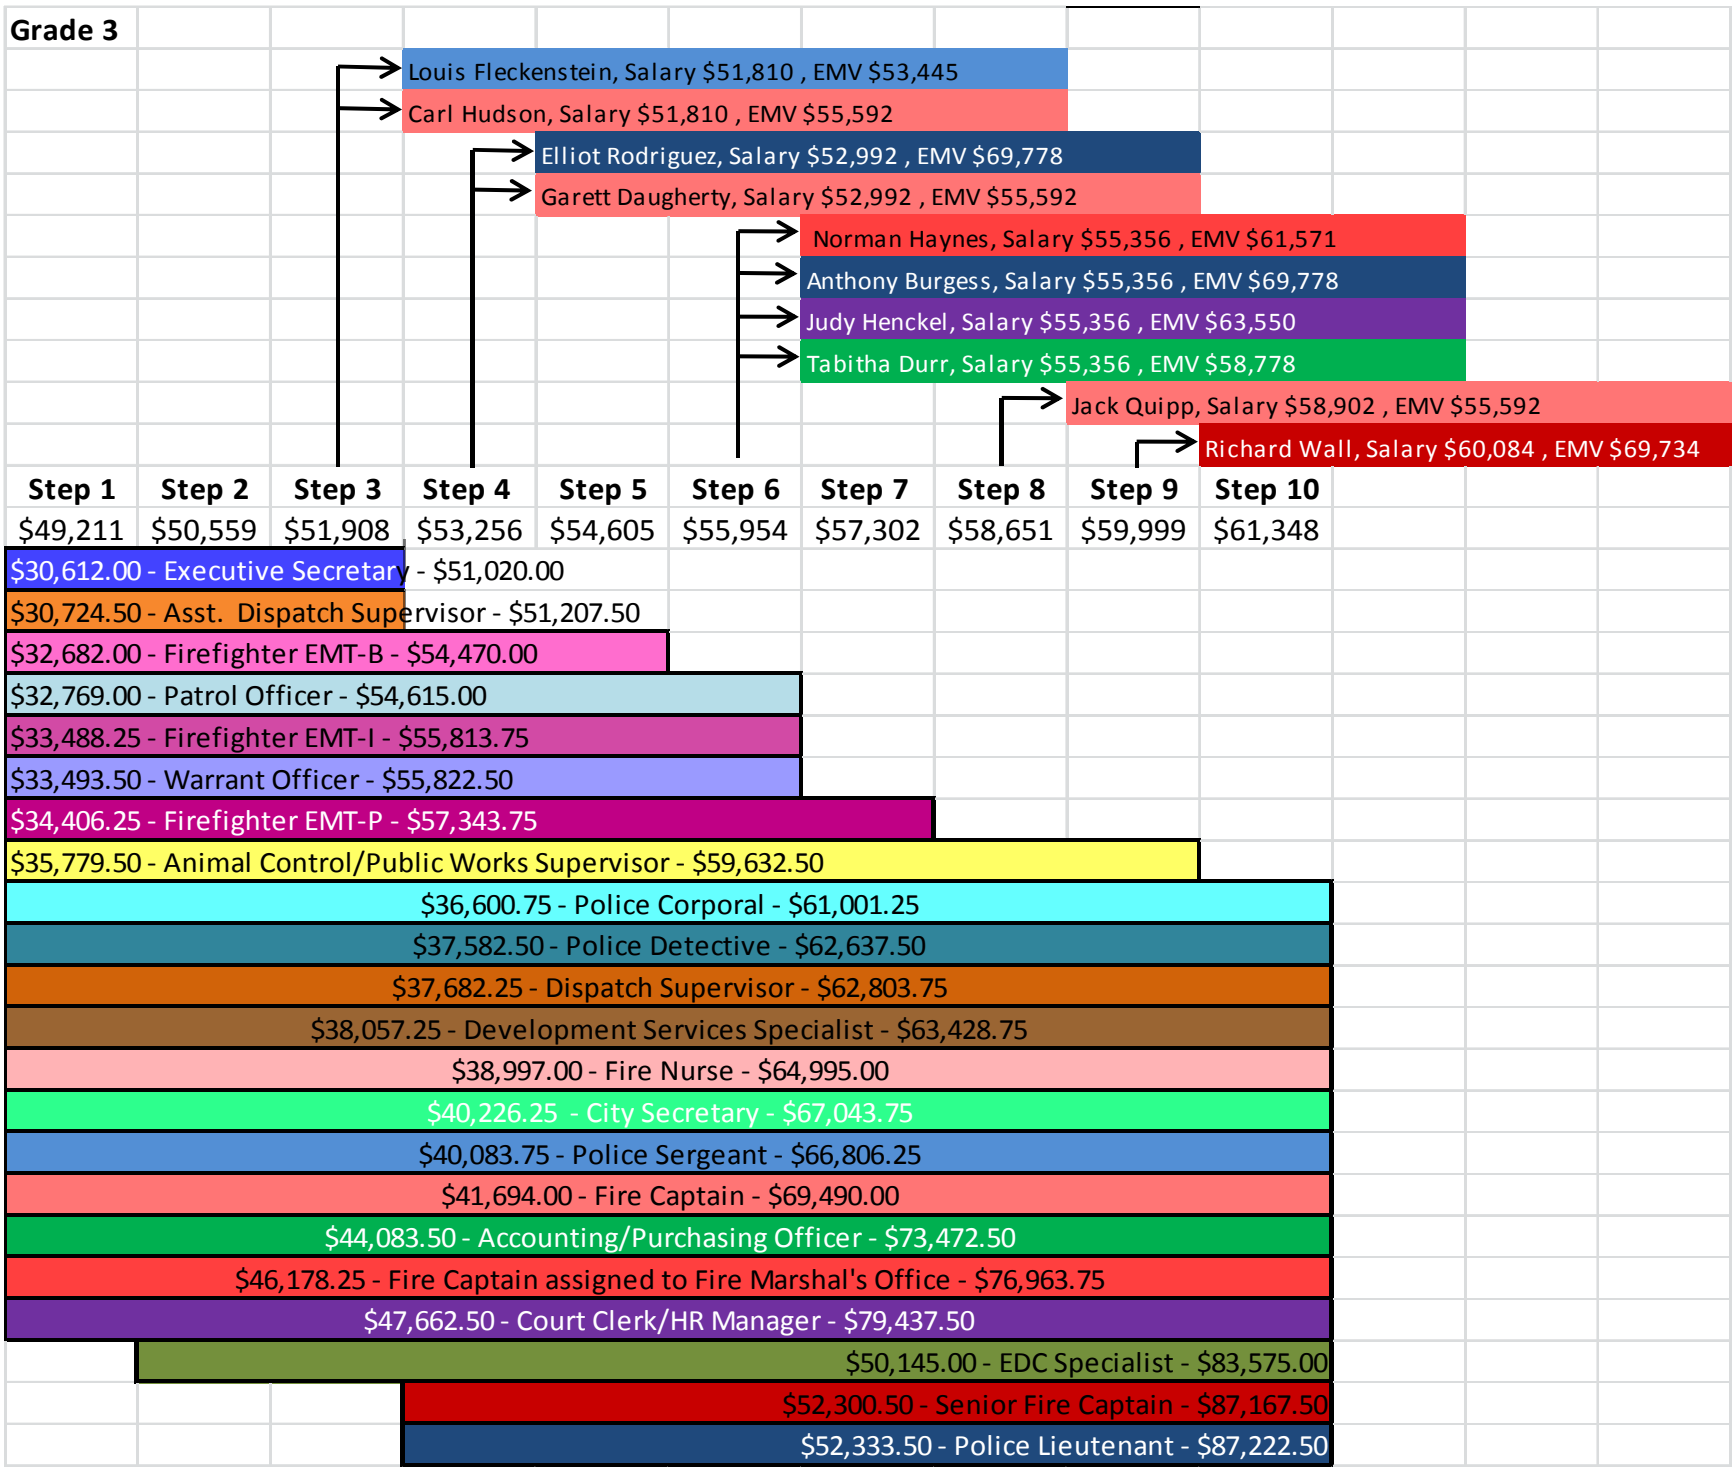 Grade 3
Louis Fleckenstein, Salary $51,810 , EMV $53,445
Carl Hudson, Salary $51,810 , EMV $55,592
Elliot Rodriguez, Salary $52,992 , EMV $69,778
Garett Daugherty, Salary $52,992 , EMV $55,592
Norman Haynes, Salary $55,356 , EMV $61,571
Anthony Burgess, Salary $55,356 , EMV $69,778
Judy Henckel, Salary $55,356 , EMV $63,550
Tabitha Durr, Salary $55,356 , EMV $58,778
Jack Quipp, Salary $58,902 , EMV $55,592
Richard Wall, Salary $60,084 , EMV $69,734
Step 1 Step 2 Step 3 Step 4 Step 5 Step 6 Step 7 Step 8 Step 9 Step 10
$49,211 $50,559 $51,908 $53,256 $54,605 $55,954 $57,302 $58,651 $59,999 $61,348
$30,612.00 - Executive Secretary - $51,020.00
$30,724.50 - Asst. Dispatch Supervisor - $51,207.50
$32,682.00 - Firefighter EMT-B - $54,470.00
$32,769.00 - Patrol Officer - $54,615.00
$33,488.25 - Firefighter EMT-I - $55,813.75
$33,493.50 - Warrant Officer - $55,822.50
$34,406.25 - Firefighter EMT-P - $57,343.75
$35,779.50 - Animal Control/Public Works Supervisor - $59,632.50
$36,600.75 - Police Corporal - $61,001.25
$37,582.50 - Police Detective - $62,637.50
$37,682.25 - Dispatch Supervisor - $62,803.75
$38,057.25 - Development Services Specialist - $63,428.75
$38,997.00 - Fire Nurse - $64,995.00
$40,226.25 - City Secretary - $67,043.75
$40,083.75 - Police Sergeant - $66,806.25
$41,694.00 - Fire Captain - $69,490.00
$44,083.50 - Accounting/Purchasing Officer - $73,472.50
$46,178.25 - Fire Captain assigned to Fire Marshal's Office - $76,963.75
$47,662.50 - Court Clerk/HR Manager - $79,437.50
$50,145.00 - EDC Specialist - $83,575.00
$52,300.50 - Senior Fire Captain - $87,167.50
$52,333.50 - Police Lieutenant - $87,222.50